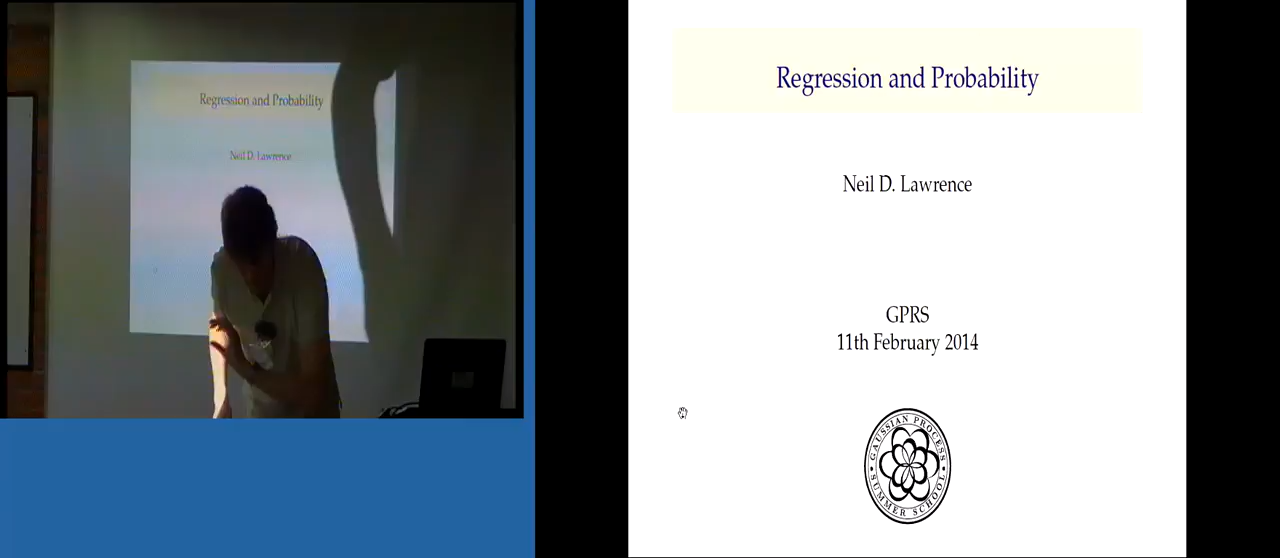 Regression and Probability
Neil D. Lawrence
Regression and Probability
Neil D. Lawrence
GPRS
11th February 2014
GAUSSIAN PROCESS
SUMMER SCHOOL